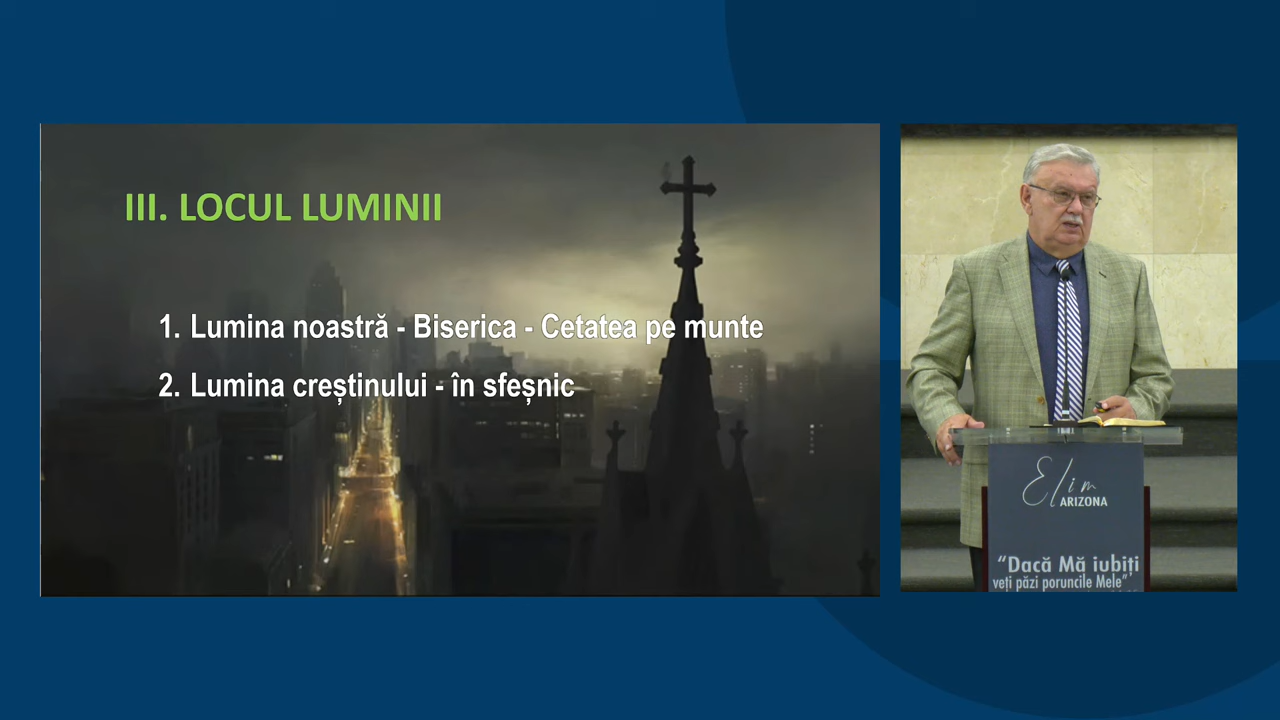 III. LOCUL LUMINII
1. Lumina noastră - Biserica - Cetatea pe munte
2. Lumina creștinului - în sfeșnic
Elim
ARIZONA
“Dacă Mă iubiți
veți păzi poruncile Mele”